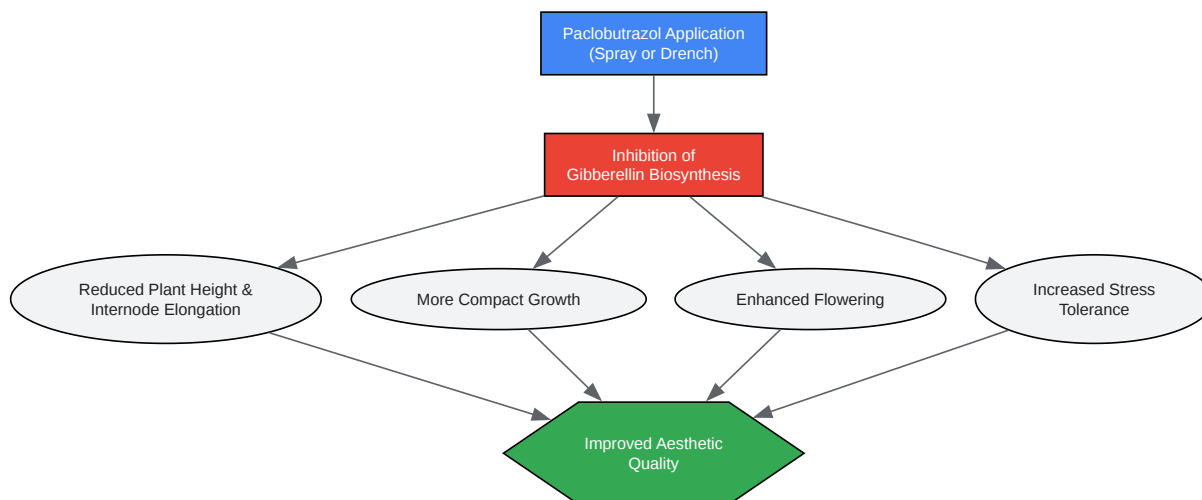 Paclobutrazol Application
(Spray or Drench)
Inhibition of
Gibberellin Biosynthesis
Reduced Plant Height &
Internode Elongation
More Compact Growth
Enhanced Flowering
Increased Stress
Tolerance
Improved Aesthetic
Quality